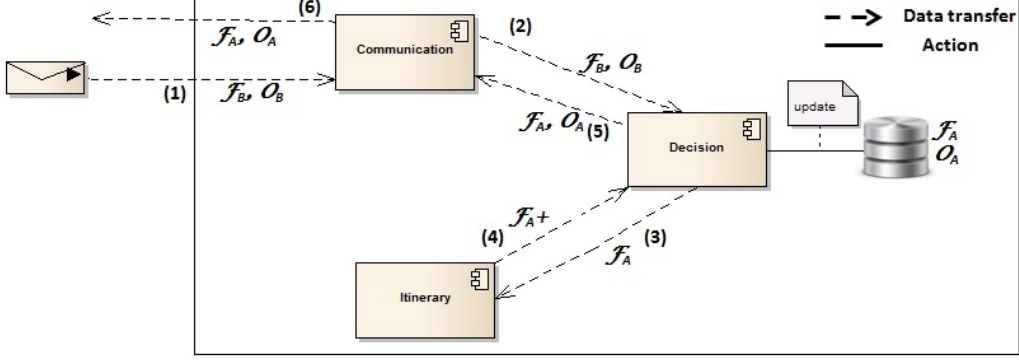 (6)
𝓕A, OA
Communication
(2)
Data transfer
Action
(1)
𝓕B, OB
𝓕B, OB
𝓕A, OA
(5)
update
Decision
𝓕A
OA
(4)
𝓕A+
(3)
𝓕A
Itinerary